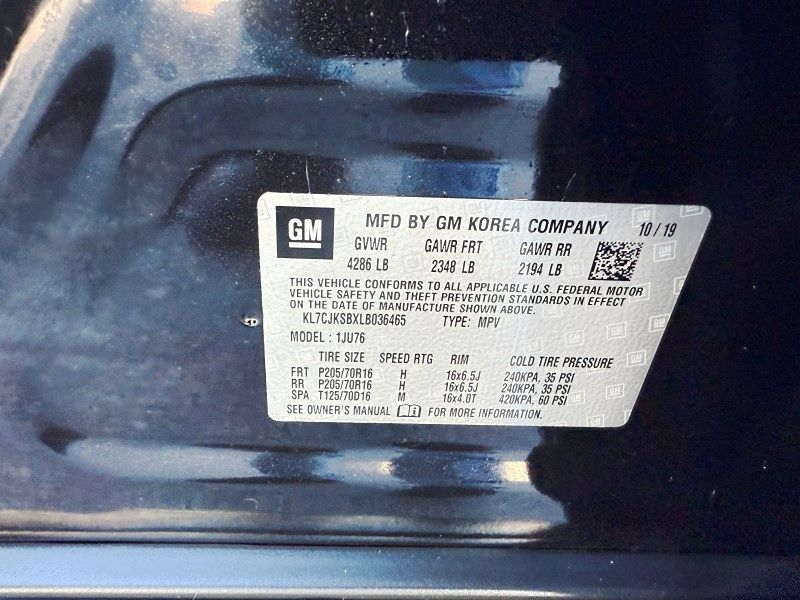 GM MFD BY GM KOREA COMPANY 10/19
GVWR GAWR FRT GAWR RR
4286 LB 2348 LB 2194 LB
THIS VEHICLE CONFORMS TO ALL APPLICABLE U.S. FEDERAL MOTOR
VEHICLE SAFETY AND THEFT PREVENTION STANDARDS IN EFFECT
ON THE DATE OF MANUFACTURE SHOWN ABOVE.
KL7CJKSBXLB036465 TYPE: MPV
MODEL : 1JU76
TIRE SIZE SPEED RTG RIM COLD TIRE PRESSURE
FRT P205/70R16 H 16x6.5J 240KPA, 35 PSI
RR P205/70R16 H 16x6.5J 240KPA, 35 PSI
SPA T125/70D16 M 16x4.0T 420KPA, 60 PSI
SEE OWNER'S MANUAL FOR MORE INFORMATION.